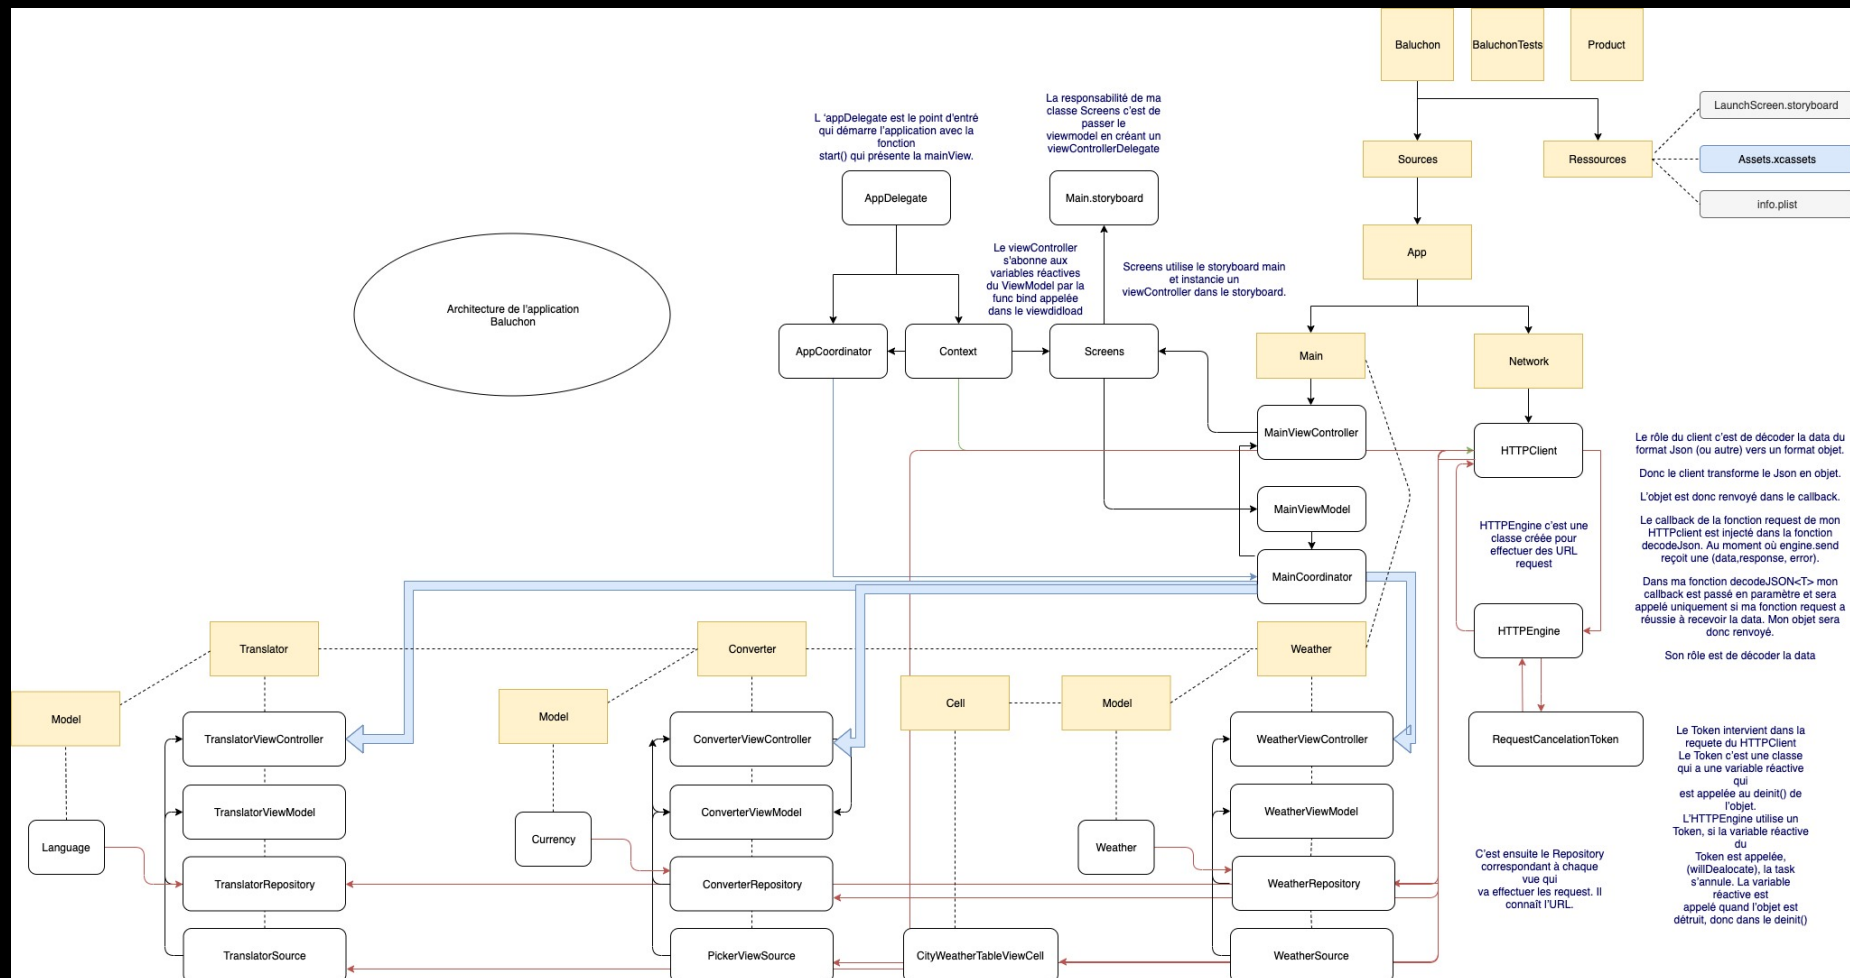 Baluchon
BaluchonTests
Product
LaunchScreen.storyboard
Assets.xcassets
info.plist
Sources
Ressources
App
La responsabilité de ma
classe Screens c'est de
passer le
viewmodel en créant un
viewControllerDelegate
L 'appDelegate est le point d'entré
qui démarre l'application avec la
fonction
start() qui présente la mainView.
AppDelegate
Main.storyboard
Le viewController
s'abonne aux
variables réactives
du ViewModel par la
func bind appelée
dans le viewdidload
Screens utilise le storyboard main
et instancie un
viewController dans le storyboard.
Architecture de l'application
Baluchon
AppCoordinator
Context
Screens
Main
Network
MainViewController
HTTPClient
MainViewModel
MainCoordinator
HTTPEngine c'est une
classe créée pour
effectuer des URL
request
HTTPEngine
Le rôle du client c'est de décoder la data du
format Json (ou autre) vers un format objet.
Donc le client transforme le Json en objet.
L'objet est donc renvoyé dans le callback.
Le callback de la fonction request de mon
HTTPclient est injecté dans la fonction
decodeJson. Au moment où engine.send
reçoit une (data,response, error).
Dans ma fonction decodeJSON<T> mon
callback est passé en paramètre et sera
appelé uniquement si ma fonction request a
réussie à recevoir la data. Mon objet sera
donc renvoyé.
Son rôle est de décoder la data
Translator
Converter
Weather
Model
Model
Cell
Model
TranslatorViewController
ConverterViewController
WeatherViewController
RequestCancelationToken
TranslatorViewModel
ConverterViewModel
WeatherViewModel
Language
Currency
Weather
TranslatorRepository
ConverterRepository
WeatherRepository
TranslatorSource
PickerViewSource
CityWeatherTableViewCell
WeatherSource
C'est ensuite le Repository
correspondant à chaque
vue qui
va effectuer les request. Il
connaît l'URL.
Le Token intervient dans la
requete du HTTPClient
Le Token c'est une classe
qui a une variable réactive
qui
est appelée au deinit() de
l'objet.
L'HTTPEngine utilise un
Token, si la variable réactive
du
Token est appelée,
(willDealocate), la task
s'annule. La variable
réactive est
appelé quand l'objet est
détruit, donc dans le deinit()